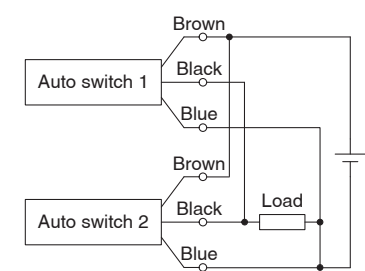 Brown
Auto switch 1
Black
Blue
Brown
Auto switch 2
Black
Load
Blue